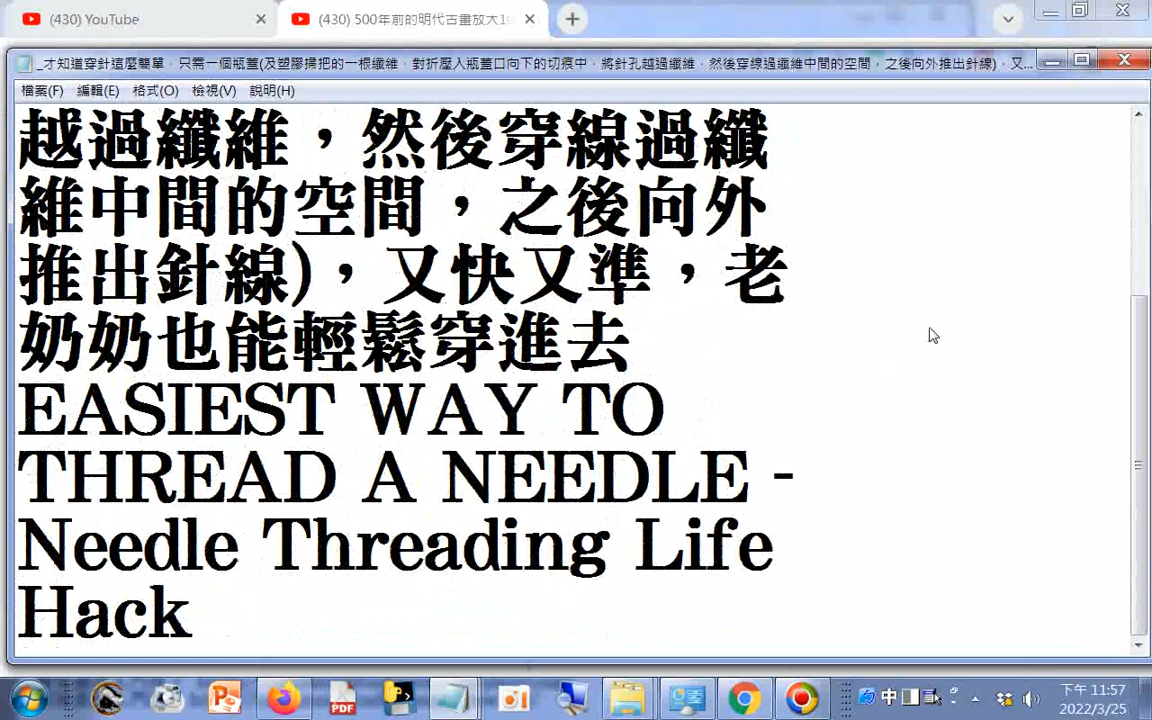 (430) YouTube
(430) 500年前的明代古畫放大10
_才知道穿針這麼簡單，只需一個瓶蓋(及塑膠掃把的一根纖維，對折壓入瓶蓋口向下的切痕中，將針孔越過纖維，然後穿線過纖維中間的空間，之後向外推出針線)，又...
檔案(F) 編輯(E) 格式(O) 檢視(V) 說明(H)
越過纖維，然後穿線過纖
維中間的空間，之後向外
推出針線)，又快又準，老
奶奶也能輕鬆穿進去
EASIEST WAY TO
THREAD A NEEDLE -
Needle Threading Life
Hack
PDF
中
下午 11:57
2022/3/25